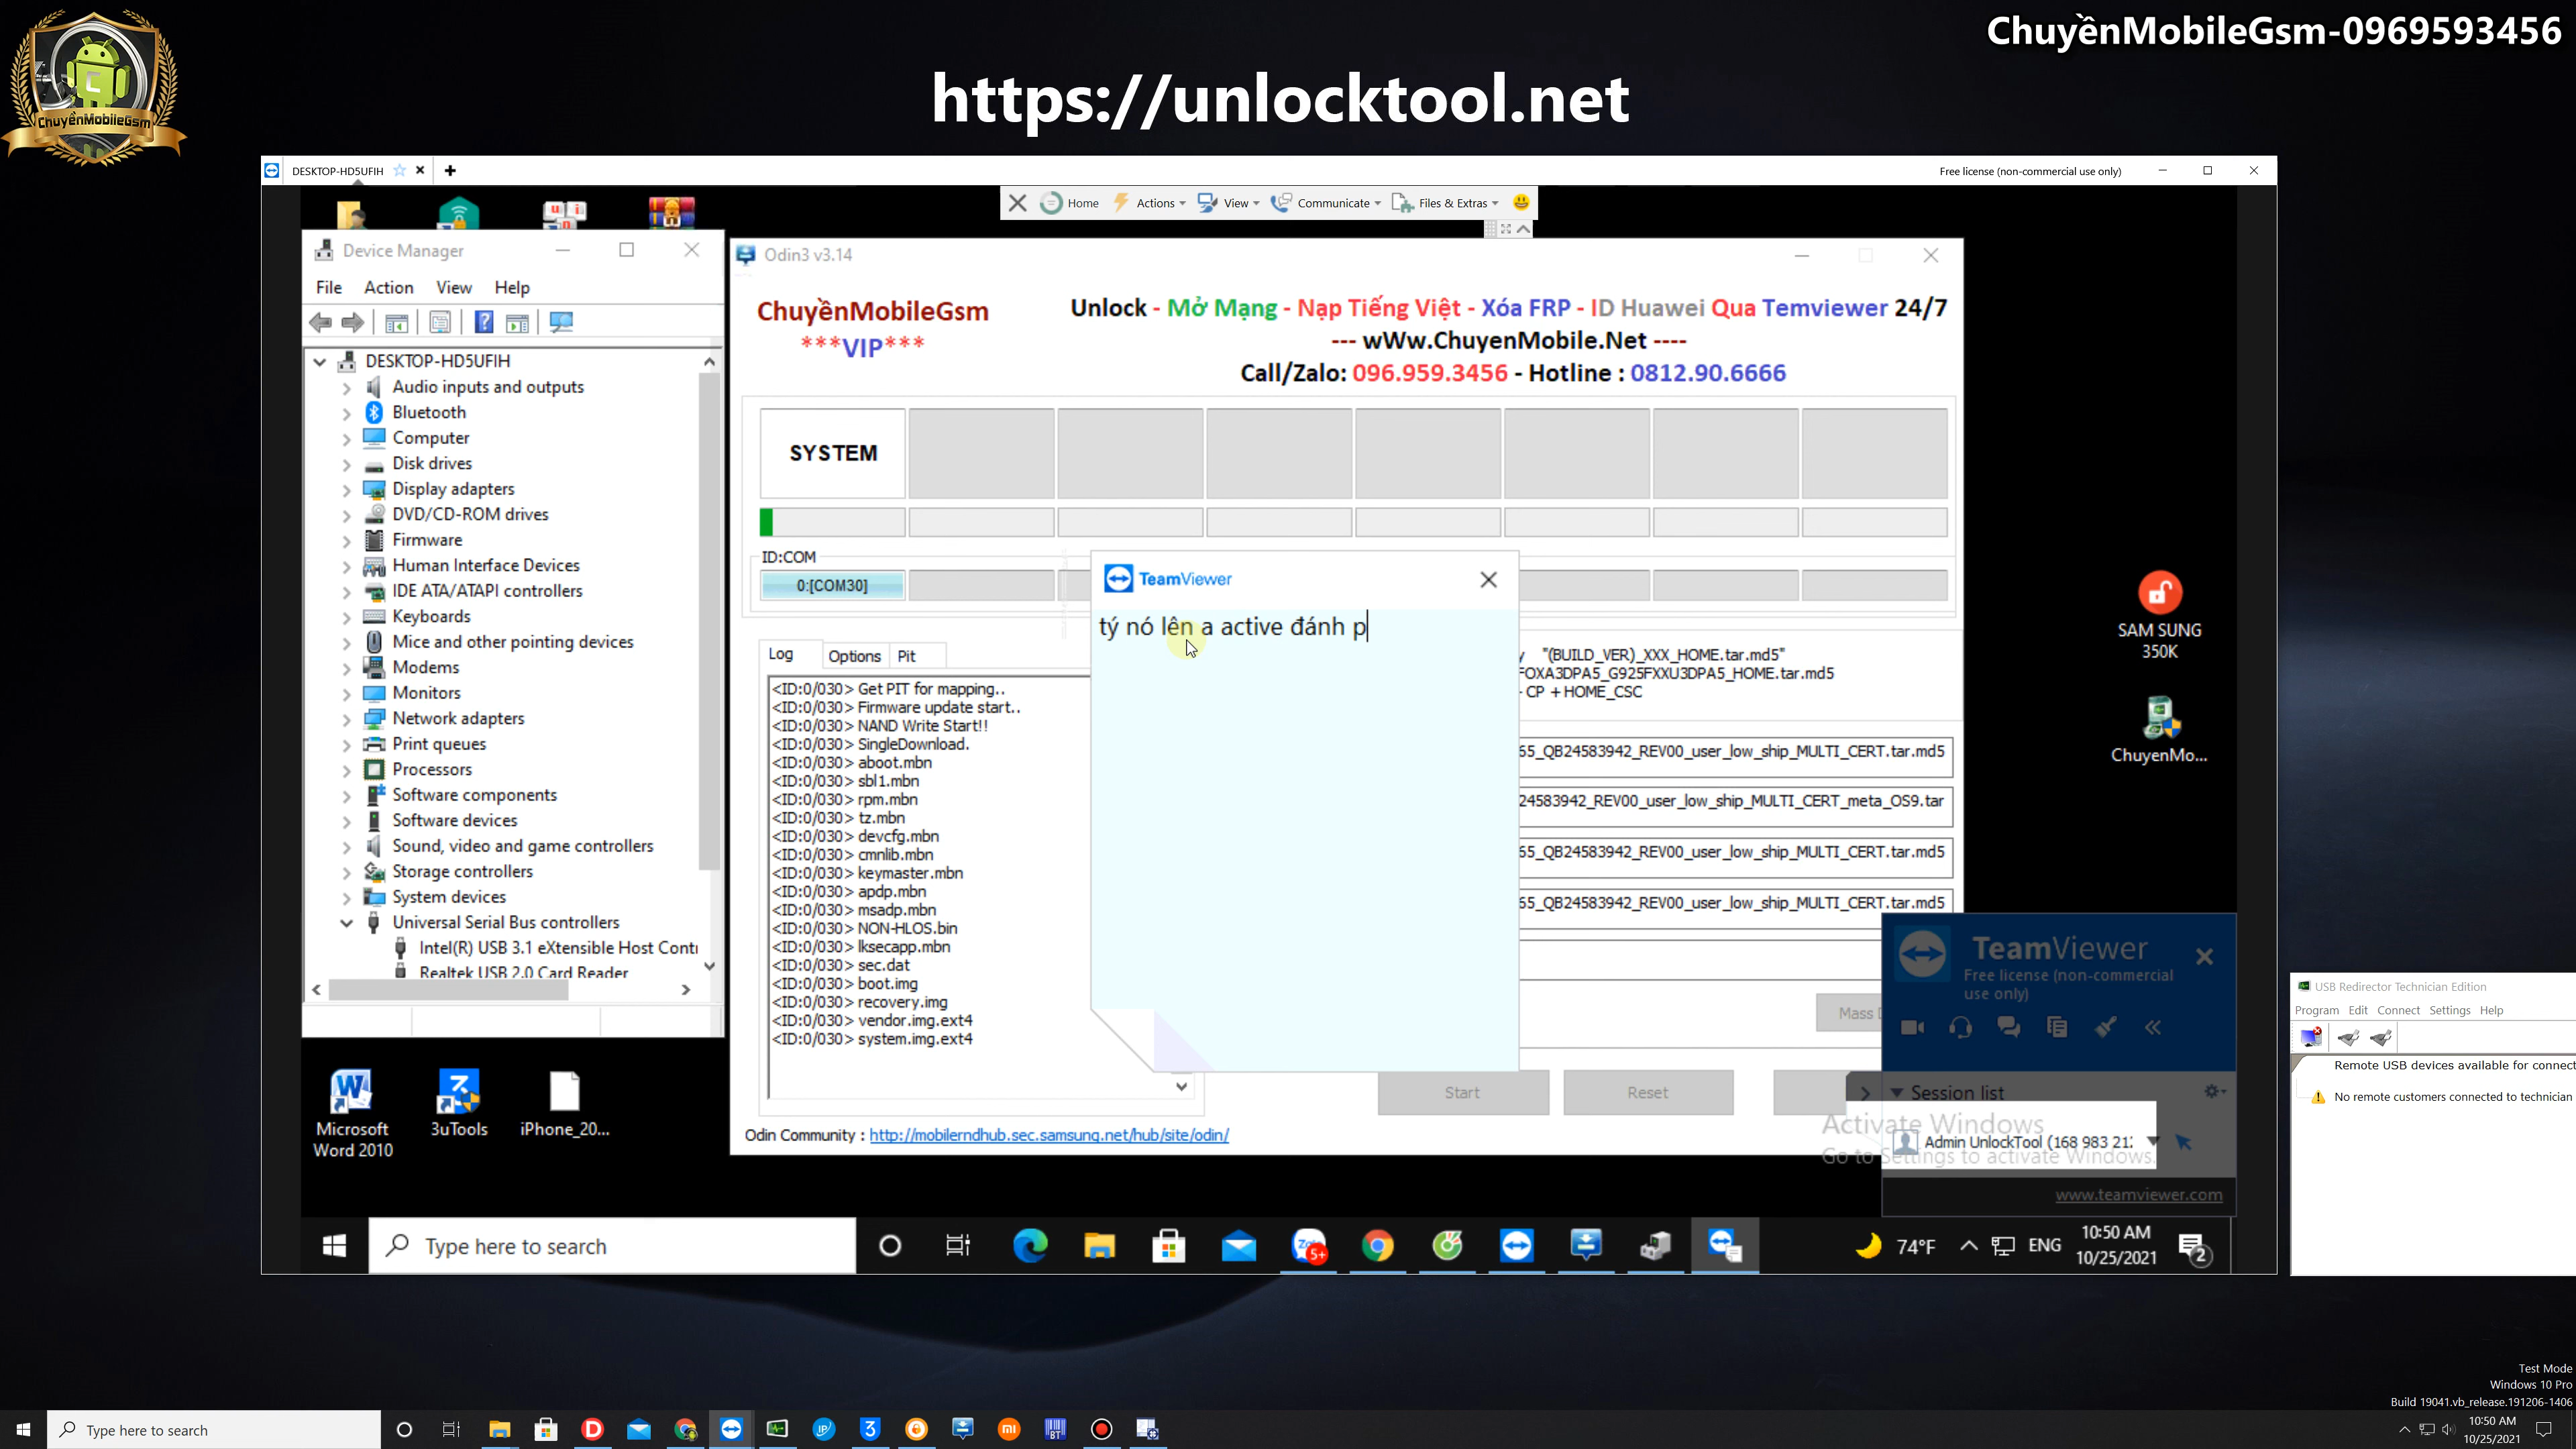 ChuyềnMobileGsm
ChuyềnMobileGsm-0969593456
https://unlocktool.net
DESKTOP-HD5UFIH
Free license (non-commercial use only)
Home
Actions
View
Communicate
Files & Extras
Device Manager
File
Action
View
Help
DESKTOP-HD5UFIH
Audio inputs and outputs
Bluetooth
Computer
Disk drives
Display adapters
DVD/CD-ROM drives
Firmware
Human Interface Devices
IDE ATA/ATAPI controllers
Keyboards
Mice and other pointing devices
Modems
Monitors
Network adapters
Print queues
Processors
Software components
Software devices
Sound, video and game controllers
Storage controllers
System devices
Universal Serial Bus controllers
Intel(R) USB 3.1 eXtensible Host Contr
Realtek USB 2.0 Card Reader
Odin3 v3.14
ChuyềnMobileGsm
***VIP***
Unlock - Mở Mạng - Nạp Tiếng Việt - Xóa FRP - ID Huawei Qua Temviewer 24/7
--- wWw.ChuyenMobile.Net ----
Call/Zalo: 096.959.3456 - Hotline : 0812.90.6666
SYSTEM
ID:COM
0:[COM30]
Log
Options
Pit
<ID:0/030> Get PIT for mapping..
<ID:0/030> Firmware update start..
<ID:0/030> NAND Write Start!!
<ID:0/030> SingleDownload.
<ID:0/030> aboot.mbn
<ID:0/030> sbl1.mbn
<ID:0/030> rpm.mbn
<ID:0/030> tz.mbn
<ID:0/030> devcfg.mbn
<ID:0/030> cmnlib.mbn
<ID:0/030> keymaster.mbn
<ID:0/030> apdp.mbn
<ID:0/030> msadp.mbn
<ID:0/030> NON-HLOS.bin
<ID:0/030> lksecapp.mbn
<ID:0/030> sec.dat
<ID:0/030> boot.img
<ID:0/030> recovery.img
<ID:0/030> vendor.img.ext4
<ID:0/030> system.img.ext4
TeamViewer
tý nó lên a active đánh p
"(BUILD_VER)_XXX_HOME.tar.md5"
FOXA3DPA5_G925FXXU3DPA5_HOME.tar.md5
CP + HOME_CSC
65_QB24583942_REV00_user_low_ship_MULTI_CERT.tar.md5
24583942_REV00_user_low_ship_MULTI_CERT_meta_OS9.tar
65_QB24583942_REV00_user_low_ship_MULTI_CERT.tar.md5
65_QB24583942_REV00_user_low_ship_MULTI_CERT.tar.md5
Mass
Start
Reset
Odin Community : http://mobilerndhub.sec.samsung.net/hub/site/odin/
SAM SUNG
350K
ChuyenMo...
Microsoft
Word 2010
3uTools
iPhone_20...
TeamViewer
Free license (non-commercial
use only)
Session list
Activate Windows
Admin UnlockTool (168 983 21
Go to Settings to activate Windows.
www.teamviewer.com
USB Redirector Technician Edition
Program
Edit
Connect
Settings
Help
Remote USB devices available for connect
No remote customers connected to technician
Type here to search
5+
74°F
ENG
10:50 AM
10/25/2021
2
Test Mode
Windows 10 Pro
Build 19041.vb_release.191206-1406
Type here to search
10:50 AM
10/25/2021